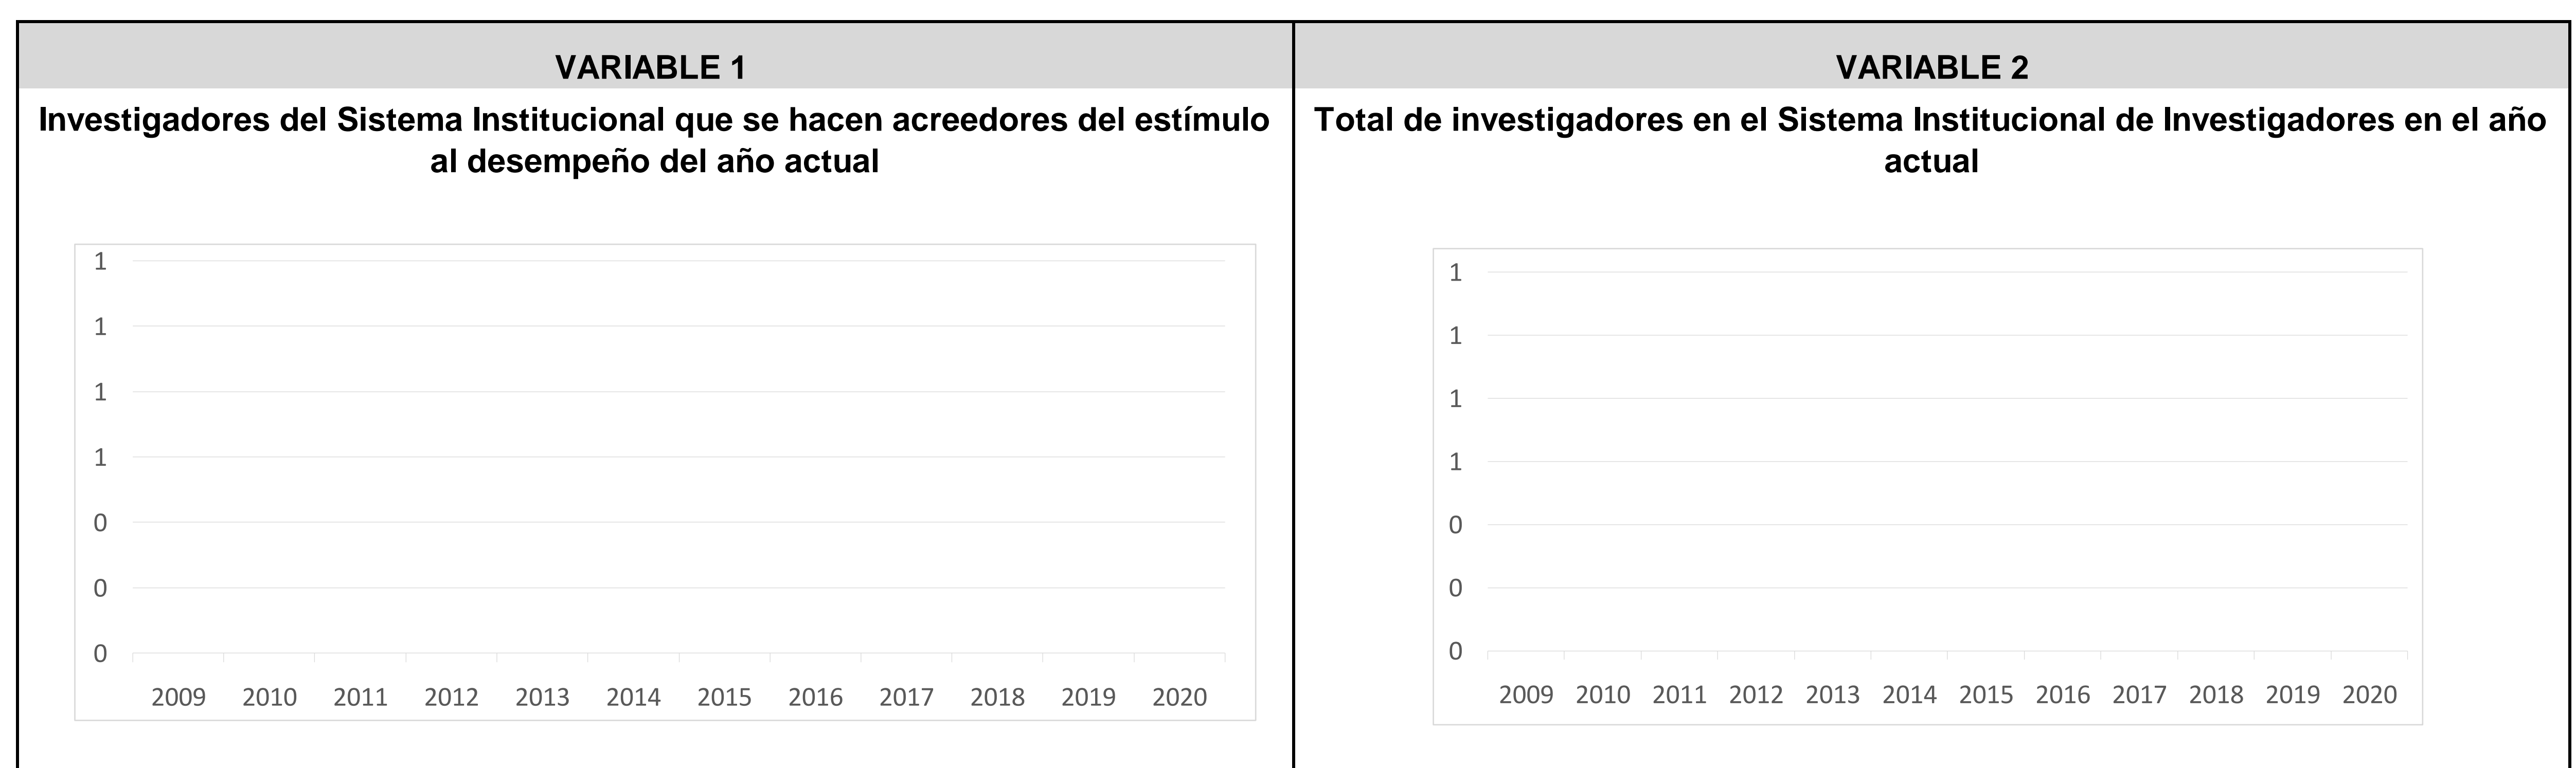 VARIABLE 1
Investigadores del Sistema Institucional que se hacen acreedores del estímulo
al desempeño del año actual
1
1
1
1
0
0
0
2009 2010 2011 2012 2013 2014 2015 2016 2017 2018 2019 2020
VARIABLE 2
Total de investigadores en el Sistema Institucional de Investigadores en el año
actual
1
1
1
1
0
0
0
2009 2010 2011 2012 2013 2014 2015 2016 2017 2018 2019 2020